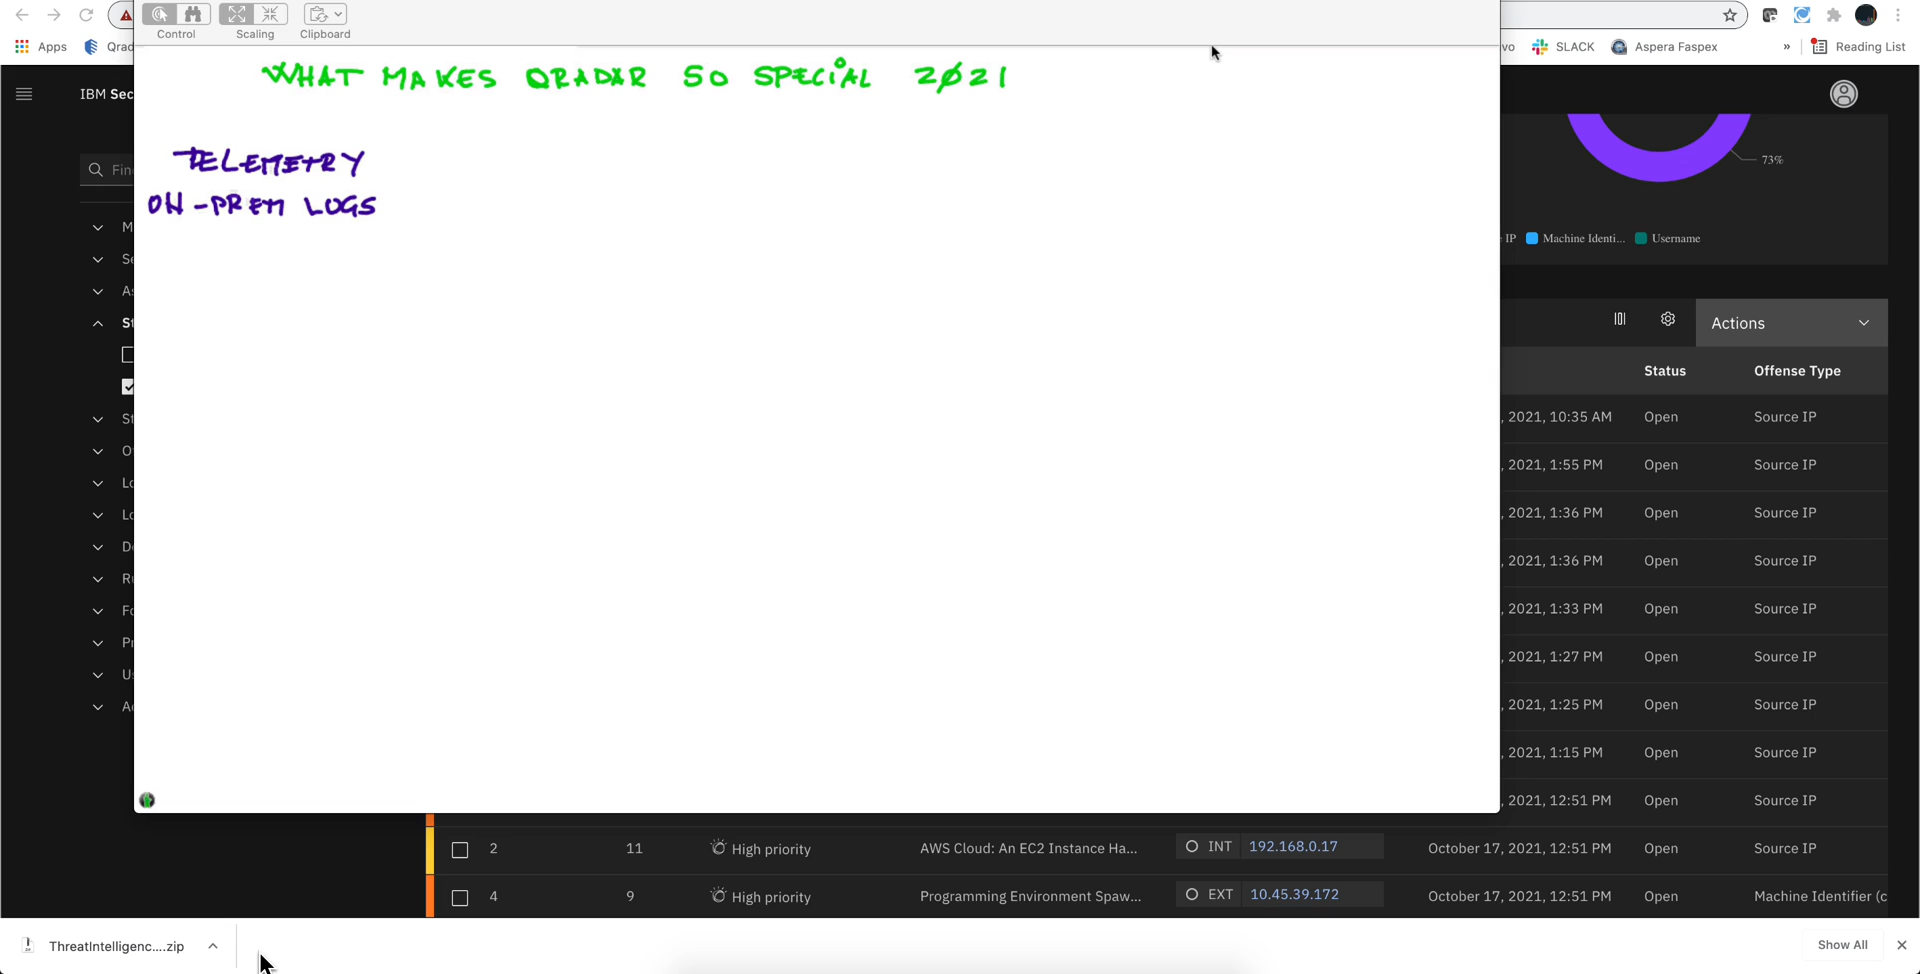 Control
Scaling
Clipboard
Apps
SLACK
Aspera Faspex
»
Reading List
WHAT MAKES QRADAR SO SPECIAL 2021
IBM
TELEMETRY
ON-PREM LOGS
73%
IP
Machine Identi...
Username
Actions
Status Offense Type
, 2021, 10:35 AM Open Source IP
, 2021, 1:55 PM Open Source IP
, 2021, 1:36 PM Open Source IP
, 2021, 1:36 PM Open Source IP
, 2021, 1:33 PM Open Source IP
, 2021, 1:27 PM Open Source IP
, 2021, 1:25 PM Open Source IP
, 2021, 1:15 PM Open Source IP
, 2021, 12:51 PM Open Source IP
2 11 High priority AWS Cloud: An EC2 Instance Ha... INT 192.168.0.17 October 17, 2021, 12:51 PM Open Source IP
4 9 High priority Programming Environment Spaw... EXT 10.45.39.172 October 17, 2021, 12:51 PM Open Machine Identifier (c
ThreatIntelligenc....zip
Show All